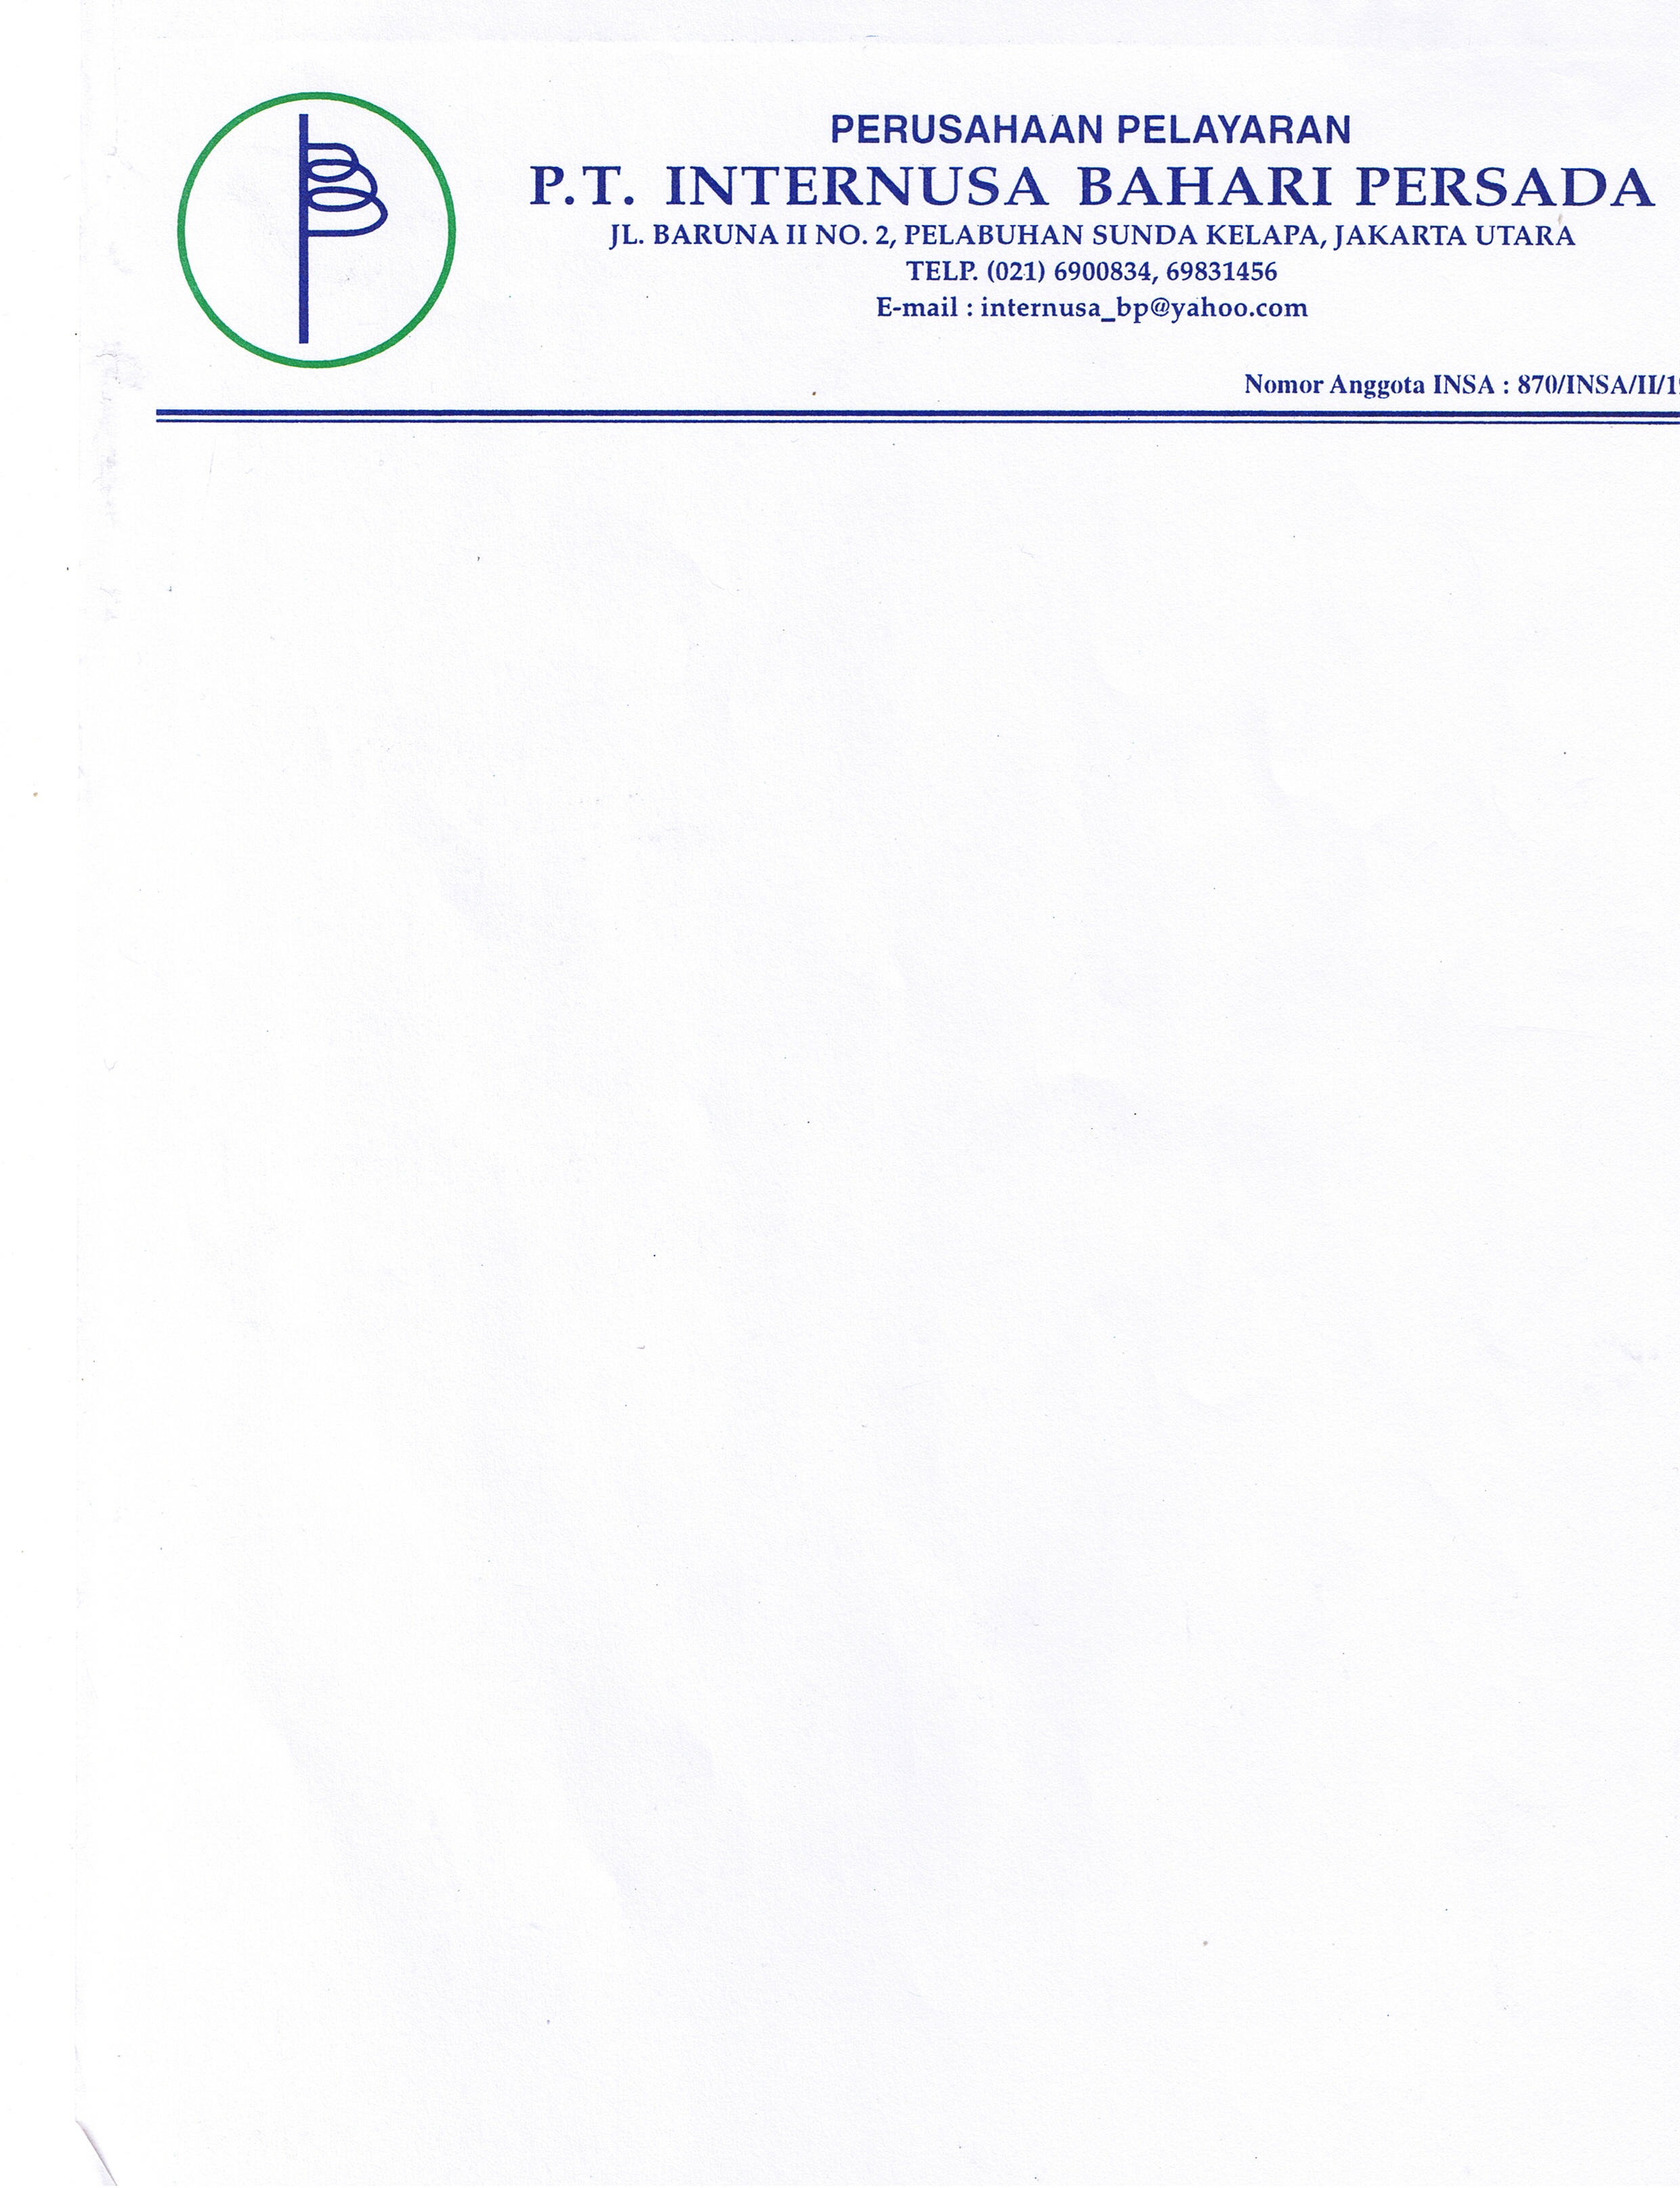 PERUSAHAAN PELAYARAN
P.T. INTERNUSA BAHARI PERSADA
JL. BARUNA II NO. 2, PELABUHAN SUNDA KELAPA, JAKARTA UTARA
TELP. (021) 6900834, 69831456
E-mail : internusa_bp@yahoo.com
Nomor Anggota INSA : 870/INSA/II/1